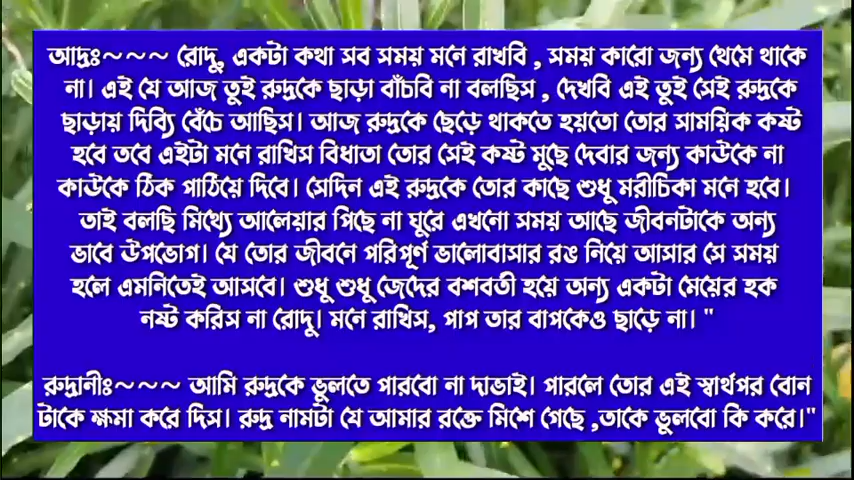 আদ্রঃ~~~ রোদু, একটা কথা সব সময় মনে রাখবি , সময় কারো জন্য থেমে থাকে
না। এই যে আজ তুই রুদ্রকে ছাড়া বাঁচবি না বলছিস , দেখবি এই তুই সেই রুদ্রকে
ছাড়ায় দিব্যি বেঁচে আছিস। আজ রুদ্রকে ছেড়ে থাকতে হয়তো তোর সাময়িক কষ্ট
হবে তবে এইটা মনে রাখিস বিধাতা তোর সেই কষ্ট মুছে দেবার জন্য কাউকে না
কাউকে ঠিক পাঠিয়ে দিবে। সেদিন এই রুদ্রকে তোর কাছে শুধু মরীচিকা মনে হবে।
তাই বলছি মিথ্যে আলেয়ার পিছে না ঘুরে এখনো সময় আছে জীবনটাকে অন্য
ভাবে উপভোগ। যে তোর জীবনে পরিপূর্ণ ভালোবাসার রঙ নিয়ে আসার সে সময়
হলে এমনিতেই আসবে। শুধু শুধু জেদের বশবর্তী হয়ে অন্য একটা মেয়ের হক
নষ্ট করিস না রোদু। মনে রাখিস, পাপ তার বাপকেও ছাড়ে না। "
রুদ্রানীঃ~~~ আমি রুদ্রকে ভুলতে পারবো না দাভাই। পারলে তোর এই স্বার্থপর বোন
টাকে ক্ষমা করে দিস। রুদ্র নামটা যে আমার রক্তে মিশে গেছে ,তাকে ভুলবো কি করে।"